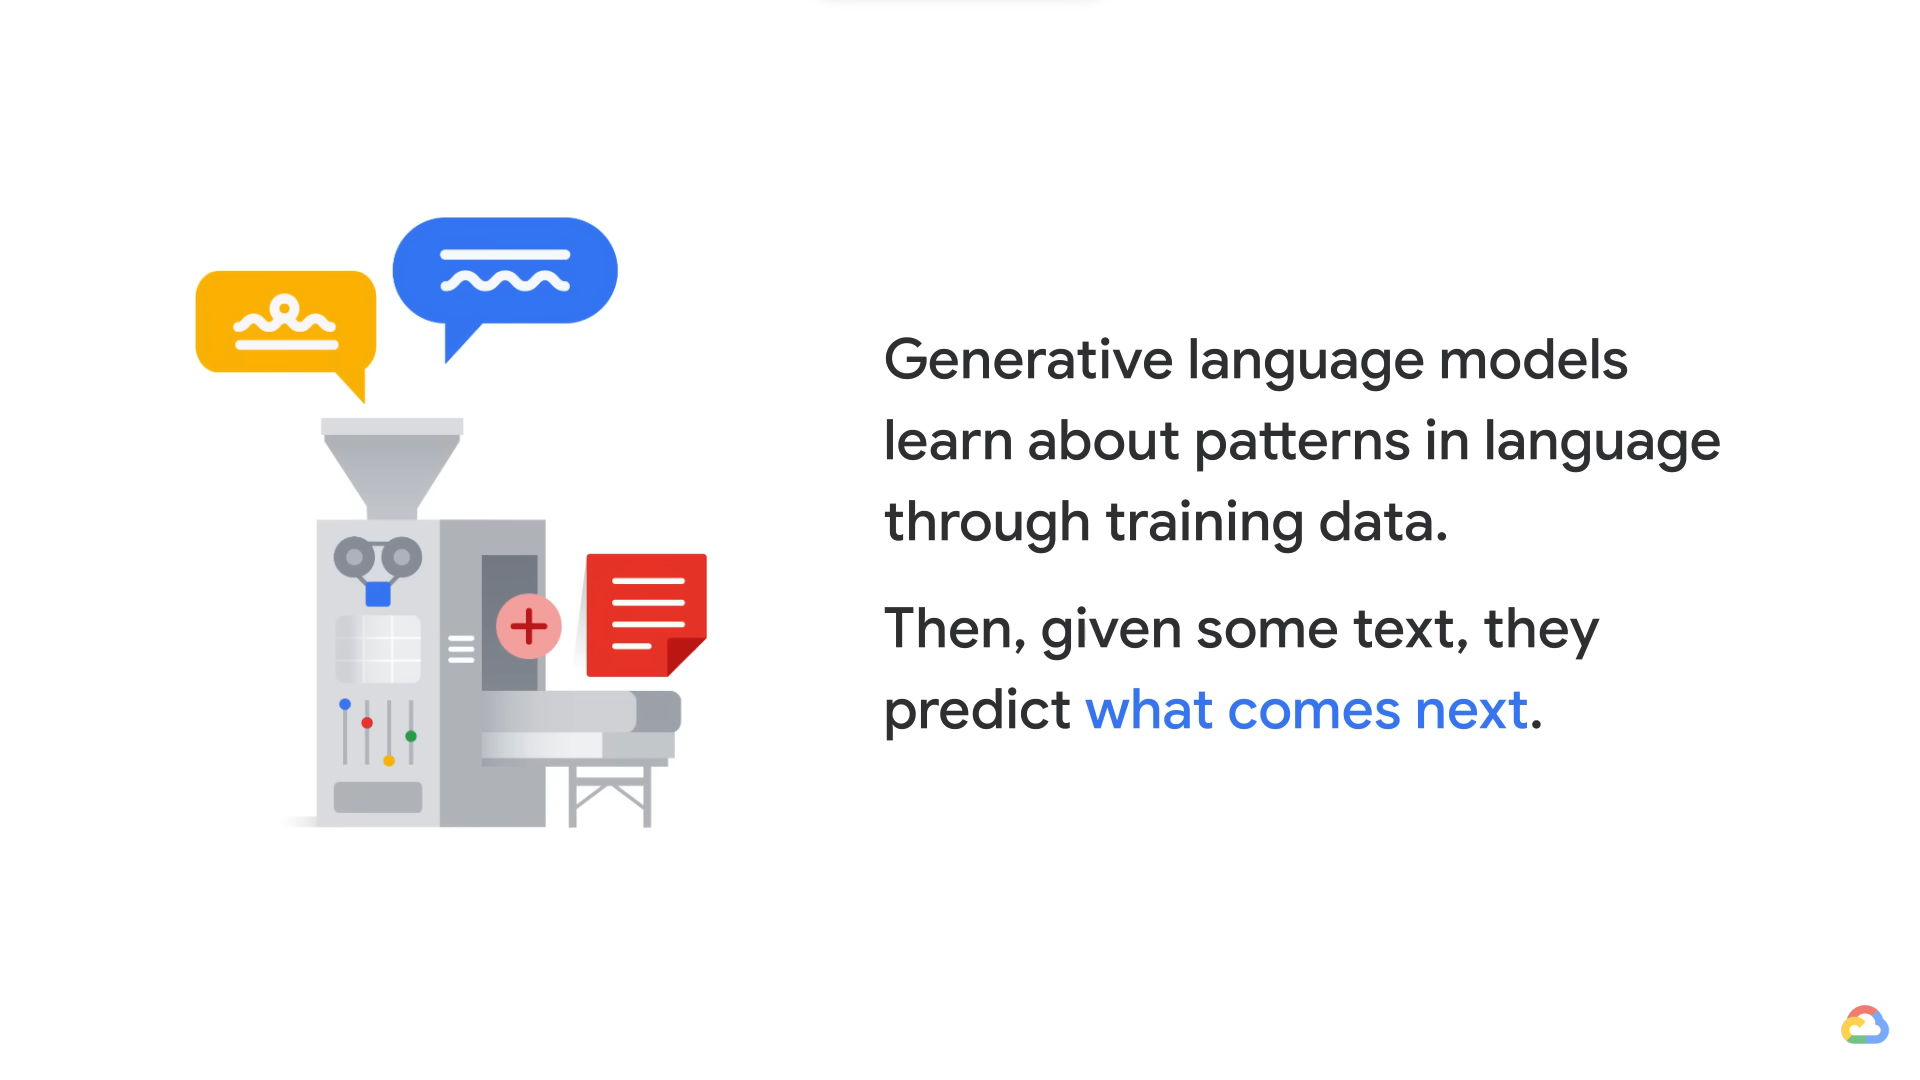 Generative language models
learn about patterns in language
through training data.
Then, given some text, they
predict what comes next.